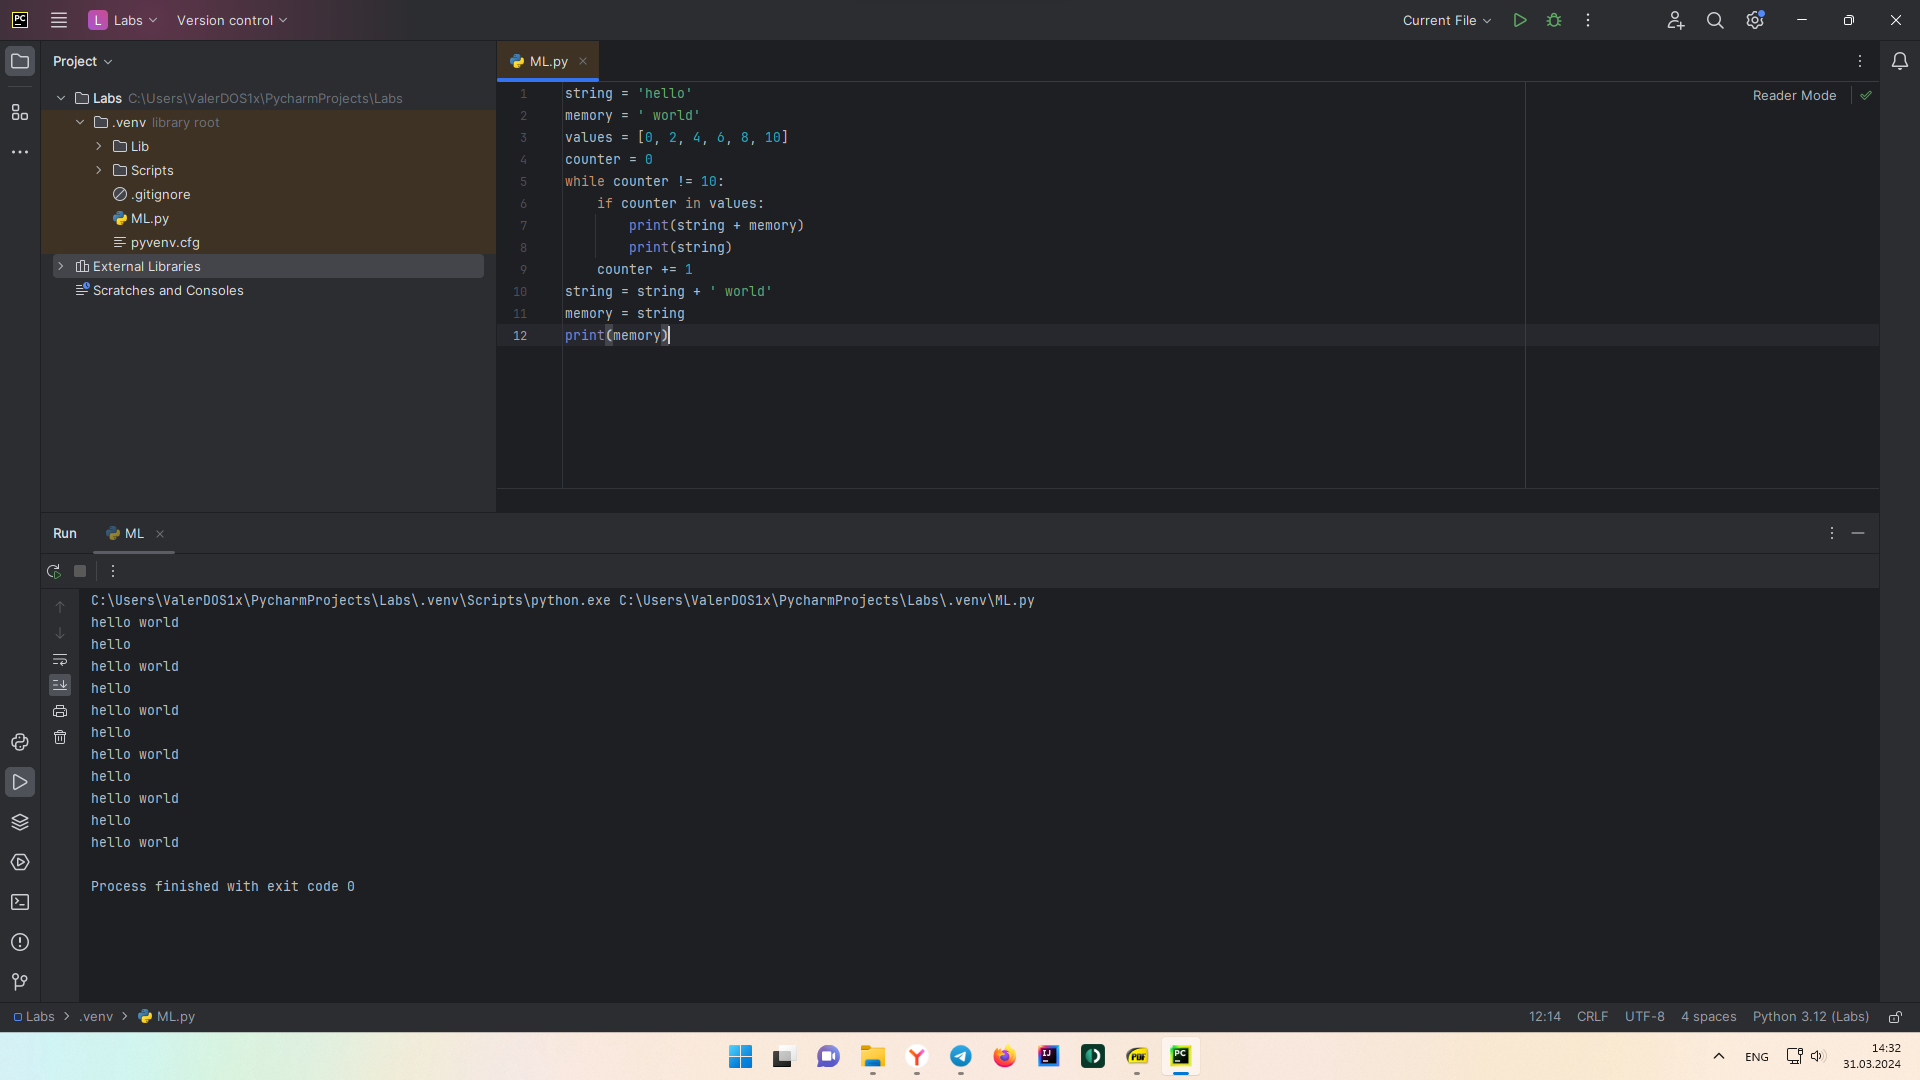 PC
L Labs
Version control
Current File
Project
ML.py
Labs C:\Users\ValerDOS1x\PycharmProjects\Labs
.venv library root
Lib
Scripts
.gitignore
ML.py
pyvenv.cfg
External Libraries
Scratches and Consoles
Reader Mode
1 string = 'hello'
2 memory = ' world'
3 values = [0, 2, 4, 6, 8, 10]
4 counter = 0
5 while counter != 10:
6 if counter in values:
7 print(string + memory)
8 print(string)
9 counter += 1
10 string = string + ' world'
11 memory = string
12 print(memory)
Run
ML
C:\Users\ValerDOS1x\PycharmProjects\Labs\.venv\Scripts\python.exe C:\Users\ValerDOS1x\PycharmProjects\Labs\.venv\ML.py
hello world
hello
hello world
hello
hello world
hello
hello world
hello
hello world
hello
hello world
Process finished with exit code 0
Labs > .venv > ML.py
12:14 CRLF UTF-8 4 spaces Python 3.12 (Labs)
Y
IJ
PDF
PC
ENG
14:32
31.03.2024